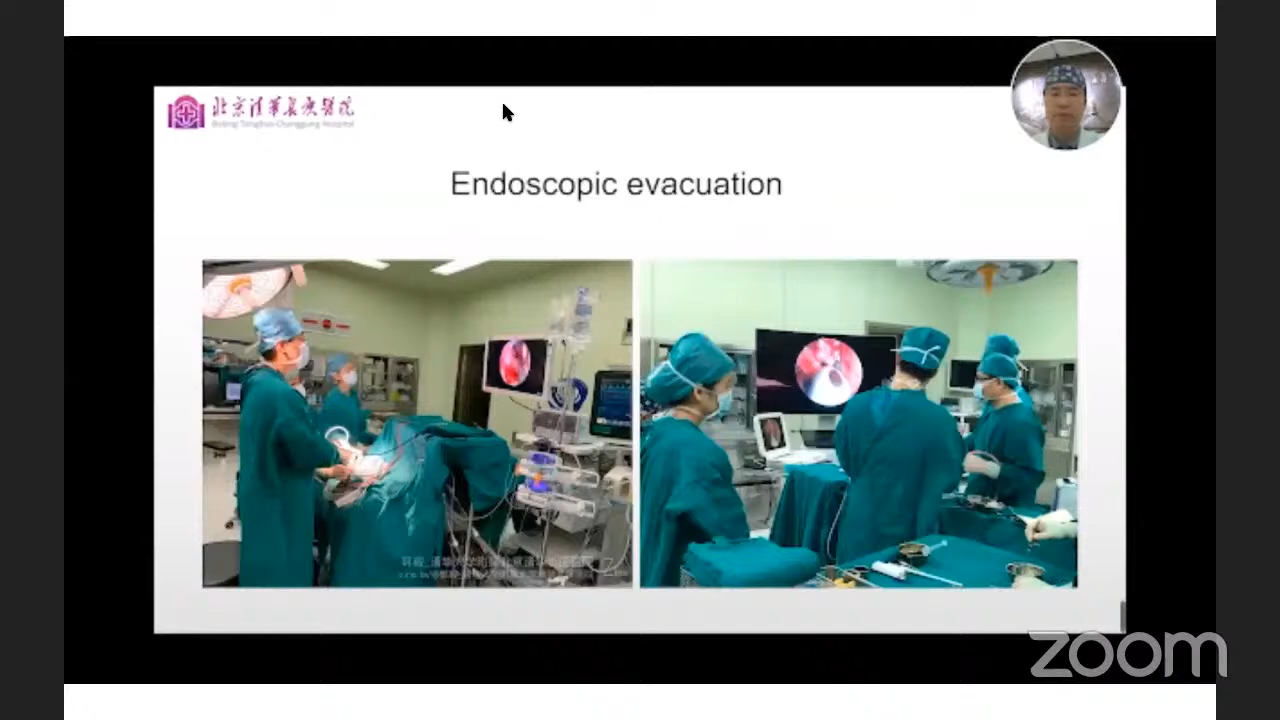 北京清华长庚医院
Beijing Tsinghua Changgung Hospital
Endoscopic evacuation
zoom